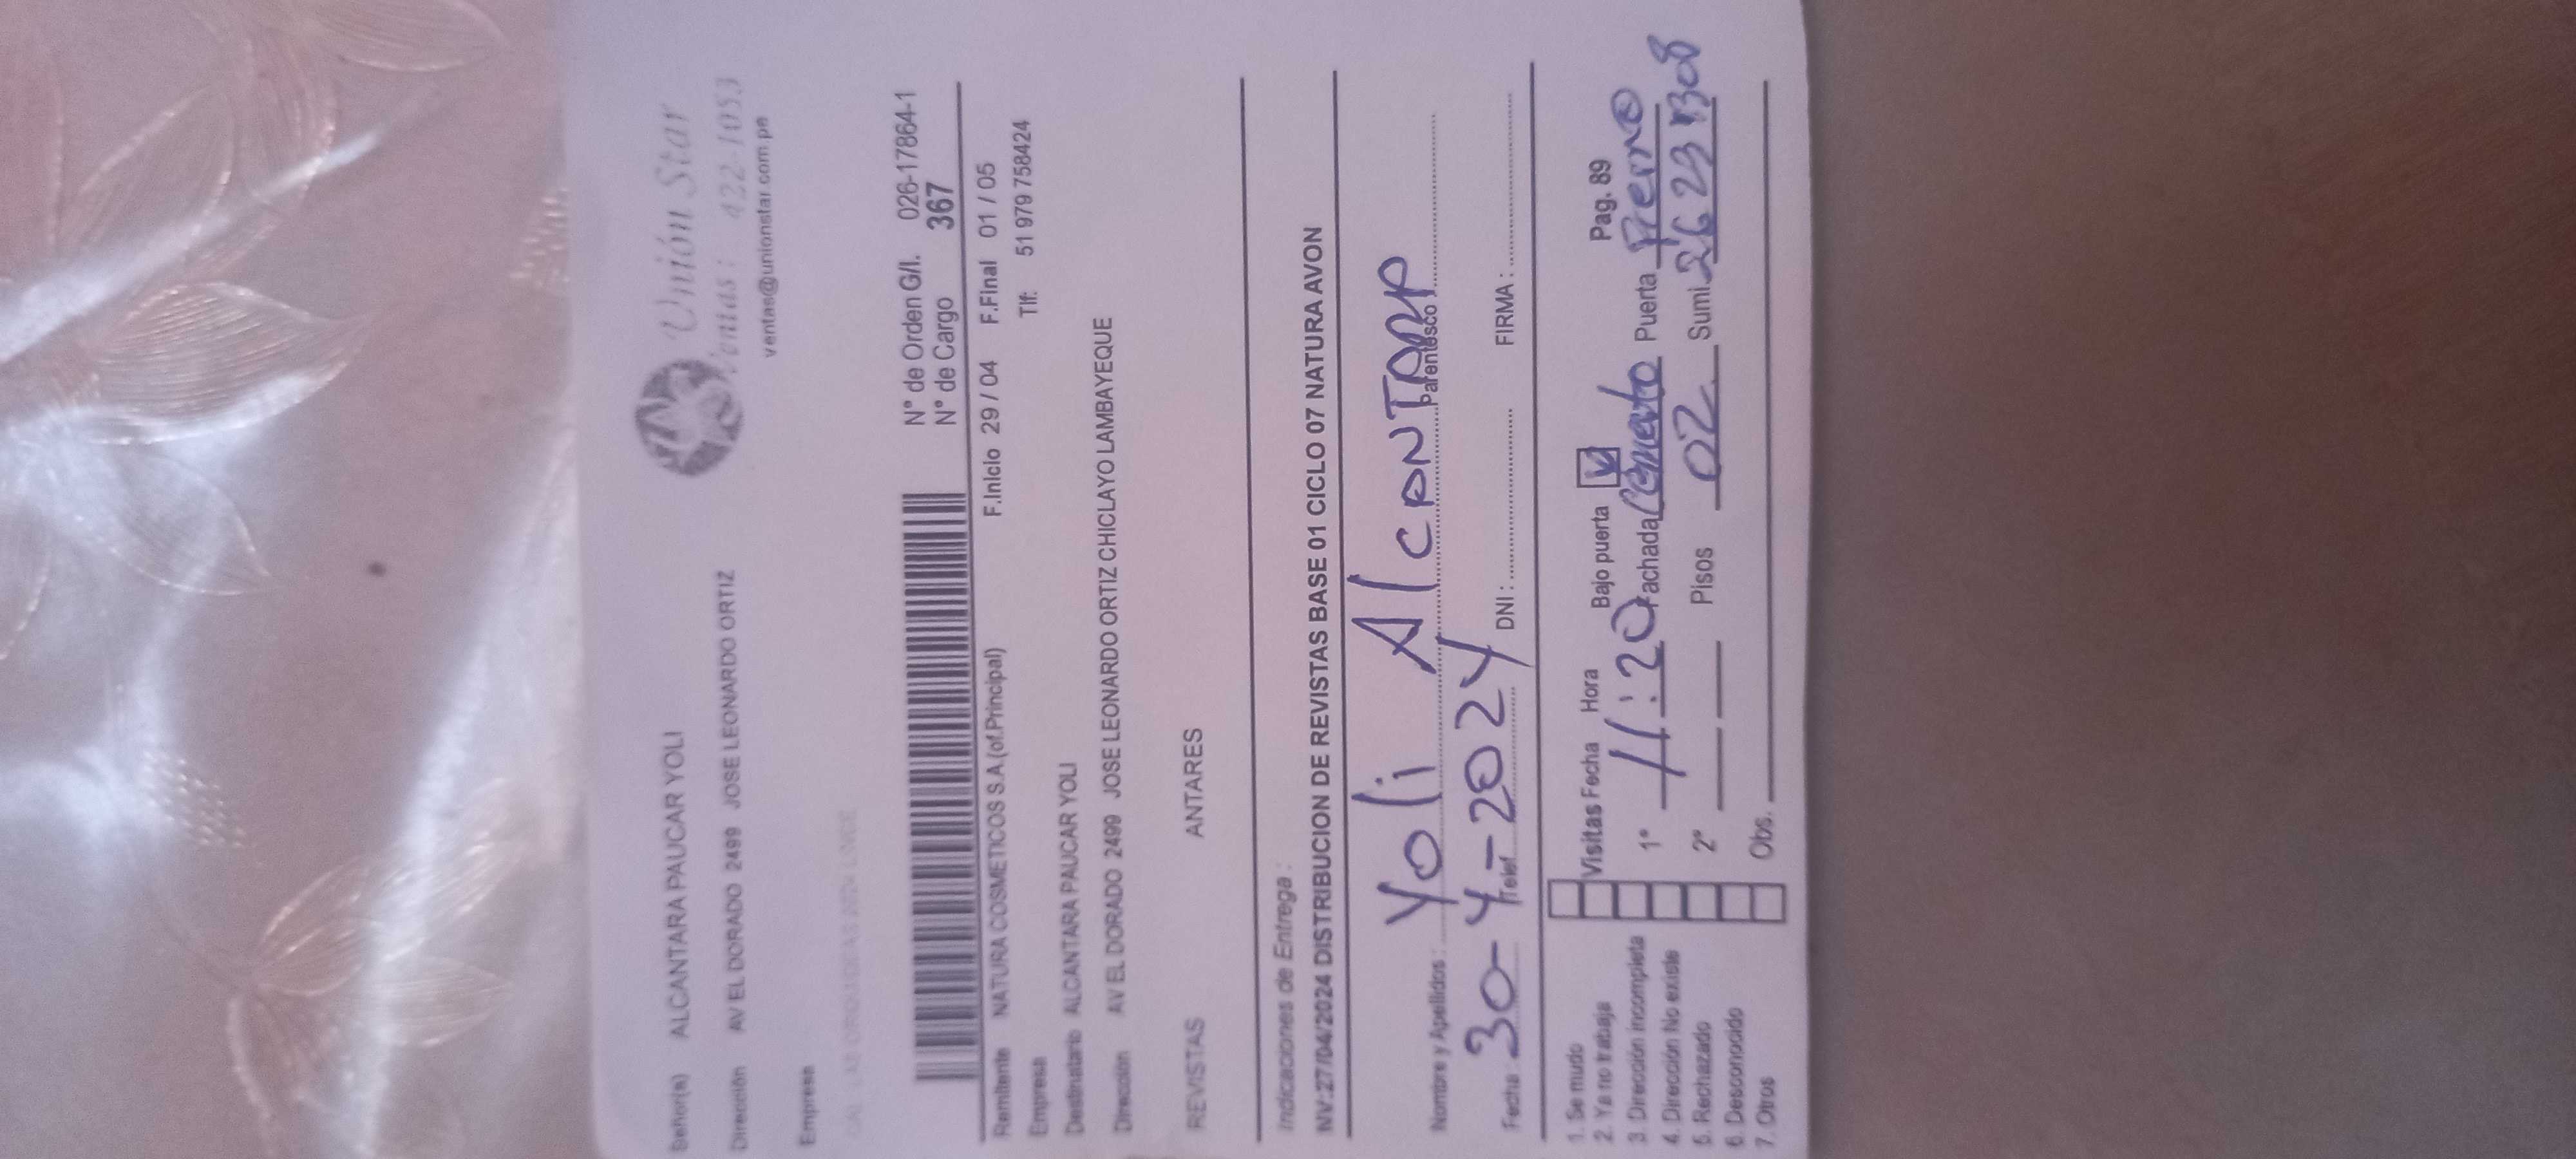 Unión Star
Ventas : 422-1053
ventas@unionstar.com.pe
Señor(a) ALCANTARA PAUCAR YOLI
Dirección AV EL DORADO 2499 JOSE LEONARDO ORTIZ
Empresa
N° de Orden G/I. 026-17864-1
N° de Cargo 367
Remitente NATURA COSMETICOS S.A.(of.Principal) F.Inicio 29 / 04 F.Final 01 / 05
Empresa Tlf: 51 979 758424
Destinatario ALCANTARA PAUCAR YOLI
Dirección AV EL DORADO 2499 JOSE LEONARDO ORTIZ CHICLAYO LAMBAYEQUE
REVISTAS ANTARES
Indicaciones de Entrega :
NV:27/04/2024 DISTRIBUCION DE REVISTAS BASE 01 CICLO 07 NATURA AVON
Nombre y Apellidos : Yoli Alcantara Parentesco
Fecha : 30-4-2024 Telef. DNI : FIRMA :
1. Se mudo
2. Ya no trabaja
3. Dirección incompleta
4. Dirección No existe
5. Rechazado
6. Desconocido
7. Otros
Visitas Fecha Hora Bajo puerta Pag. 89
1° 11:20 Fachada Cemento Puerta Fierro
2° Pisos 02 Sumi
Obs.